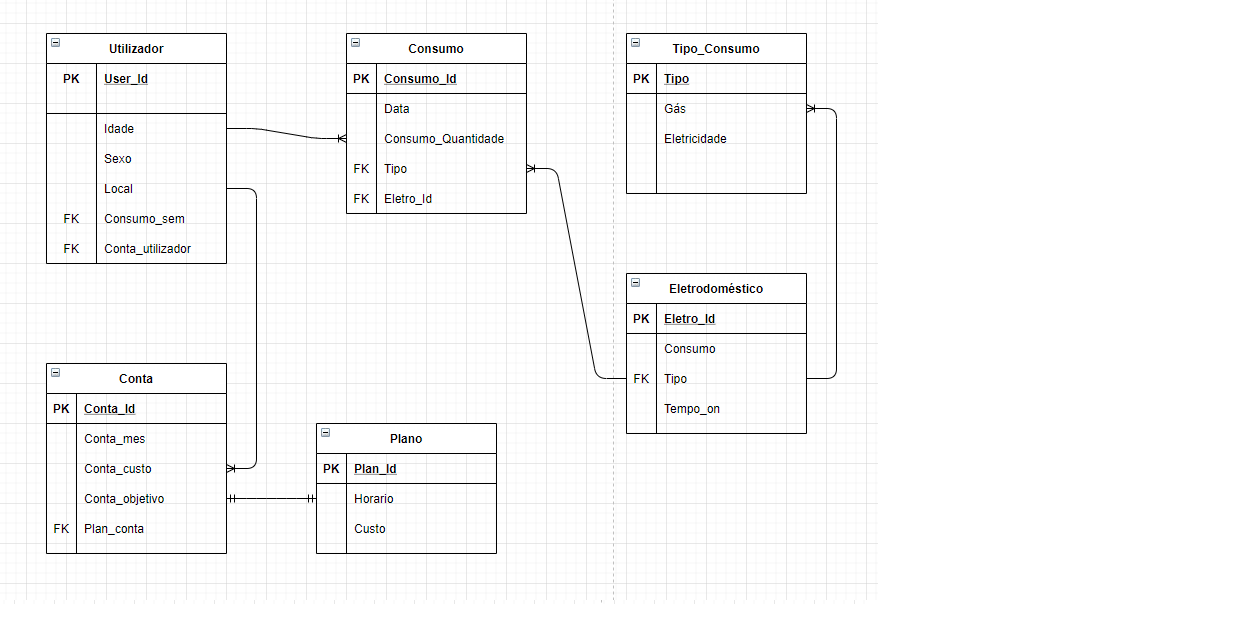 Utilizador
PK User_Id
Idade
Sexo
Local
FK Consumo_sem
FK Conta_utilizador
Consumo
PK Consumo_Id
Data
Consumo_Quantidade
FK Tipo
FK Eletro_Id
Tipo_Consumo
PK Tipo
Gás
Eletricidade
Eletrodoméstico
PK Eletro_Id
Consumo
FK Tipo
Tempo_on
Conta
PK Conta_Id
Conta_mes
Conta_custo
Conta_objetivo
FK Plan_conta
Plano
PK Plan_Id
Horario
Custo